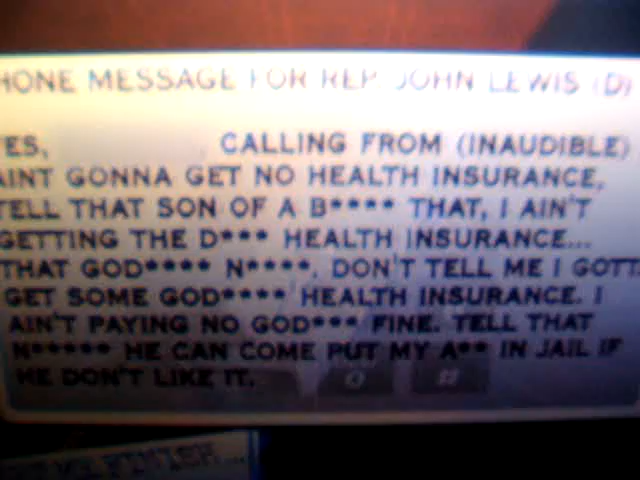 HONE MESSAGE FOR REP. JOHN LEWIS (D)
ES, CALLING FROM (INAUDIBLE)
AINT GONNA GET NO HEALTH INSURANCE,
TELL THAT SON OF A B**** THAT, I AIN'T
GETTING THE D*** HEALTH INSURANCE...
THAT GOD**** N****. DON'T TELL ME I GOTT
GET SOME GOD**** HEALTH INSURANCE. I
AIN'T PAYING NO GOD*** FINE. TELL THAT
N***** HE CAN COME PUT MY A** IN JAIL IF
HE DON'T LIKE IT.
0 #